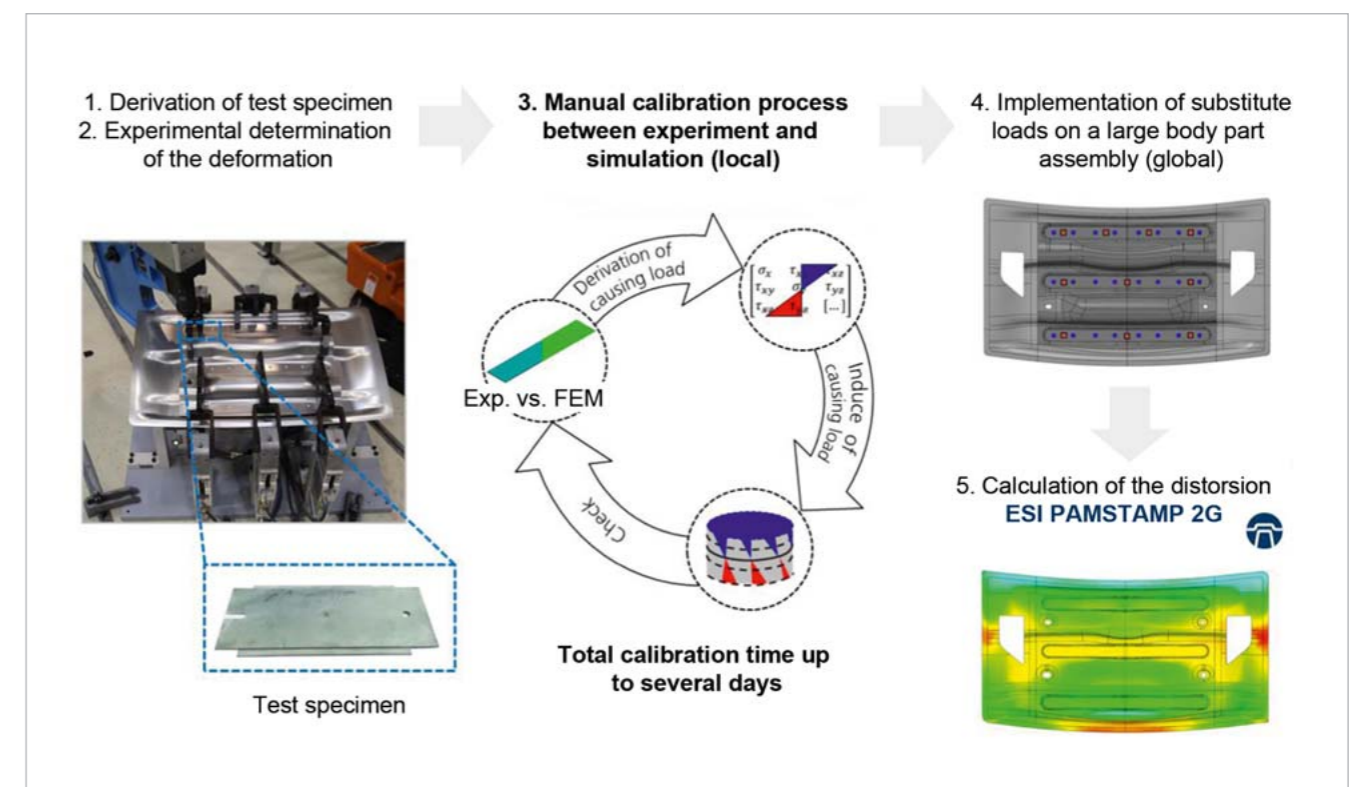 1. Derivation of test specimen
2. Experimental determination
of the deformation
3. Manual calibration process
between experiment and
simulation (local)
4. Implementation of substitute
loads on a large body part
assembly (global)
Derivation of
causing load
σx
τxy
τyz
[...]
Exp. vs. FEM
Induce of
causing load
Check
5. Calculation of the distorsion
ESI PAMSTAMP 2G
Total calibration time up
to several days
Test specimen